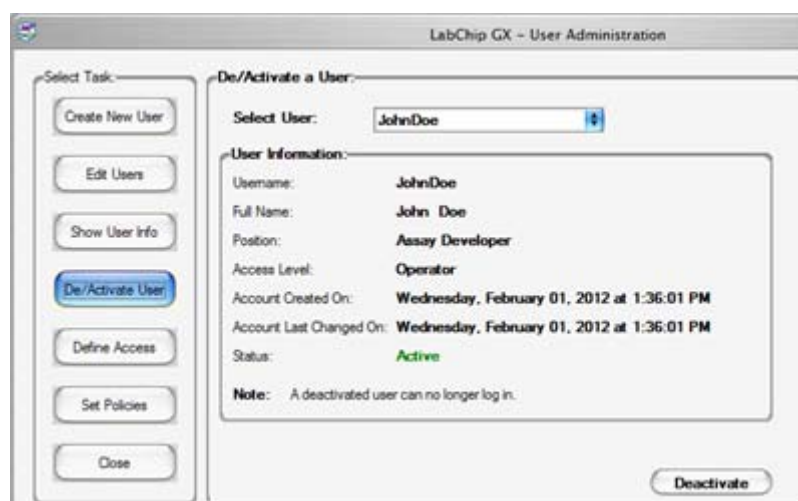 LabChip GX - User Administration
Select Task:
Create New User
Edit Users
Show User Info
De/Activate User
Define Access
Set Policies
Close
De/Activate a User:
Select User: JohnDoe
User Information:
Username: JohnDoe
Full Name: John Doe
Position: Assay Developer
Access Level: Operator
Account Created On: Wednesday, February 01, 2012 at 1:36:01 PM
Account Last Changed On: Wednesday, February 01, 2012 at 1:36:01 PM
Status: Active
Note: A deactivated user can no longer log in.
Deactivate